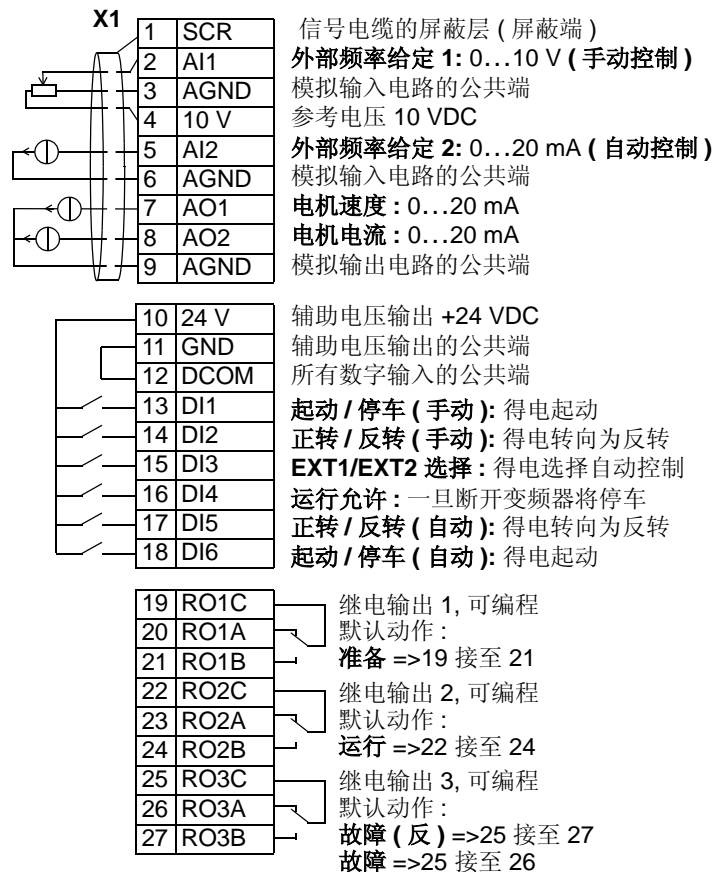 X1
1 SCR 信号电缆的屏蔽层 ( 屏蔽端 )
2 AI1 外部频率给定 1: 0…10 V ( 手动控制 )
3 AGND 模拟输入电路的公共端
4 10 V 参考电压 10 VDC
5 AI2 外部频率给定 2: 0…20 mA ( 自动控制 )
6 AGND 模拟输入电路的公共端
7 AO1 电机速度 : 0…20 mA
8 AO2 电机电流 : 0…20 mA
9 AGND 模拟输出电路的公共端
10 24 V 辅助电压输出 +24 VDC
11 GND 辅助电压输出的公共端
12 DCOM 所有数字输入的公共端
13 DI1 起动 / 停车 ( 手动 ): 得电起动
14 DI2 正转 / 反转 ( 手动 ): 得电转向为反转
15 DI3 EXT1/EXT2 选择 : 得电选择自动控制
16 DI4 运行允许 : 一旦断开变频器将停车
17 DI5 正转 / 反转 ( 自动 ): 得电转向为反转
18 DI6 起动 / 停车 ( 自动 ): 得电起动
19 RO1C 继电输出 1, 可编程
20 RO1A 默认动作 :
21 RO1B 准备 =>19 接至 21
22 RO2C 继电输出 2, 可编程
23 RO2A 默认动作 :
24 RO2B 运行 =>22 接至 24
25 RO3C 继电输出 3, 可编程
26 RO3A 默认动作 :
27 RO3B 故障 ( 反 ) =>25 接至 27
故障 =>25 接至 26